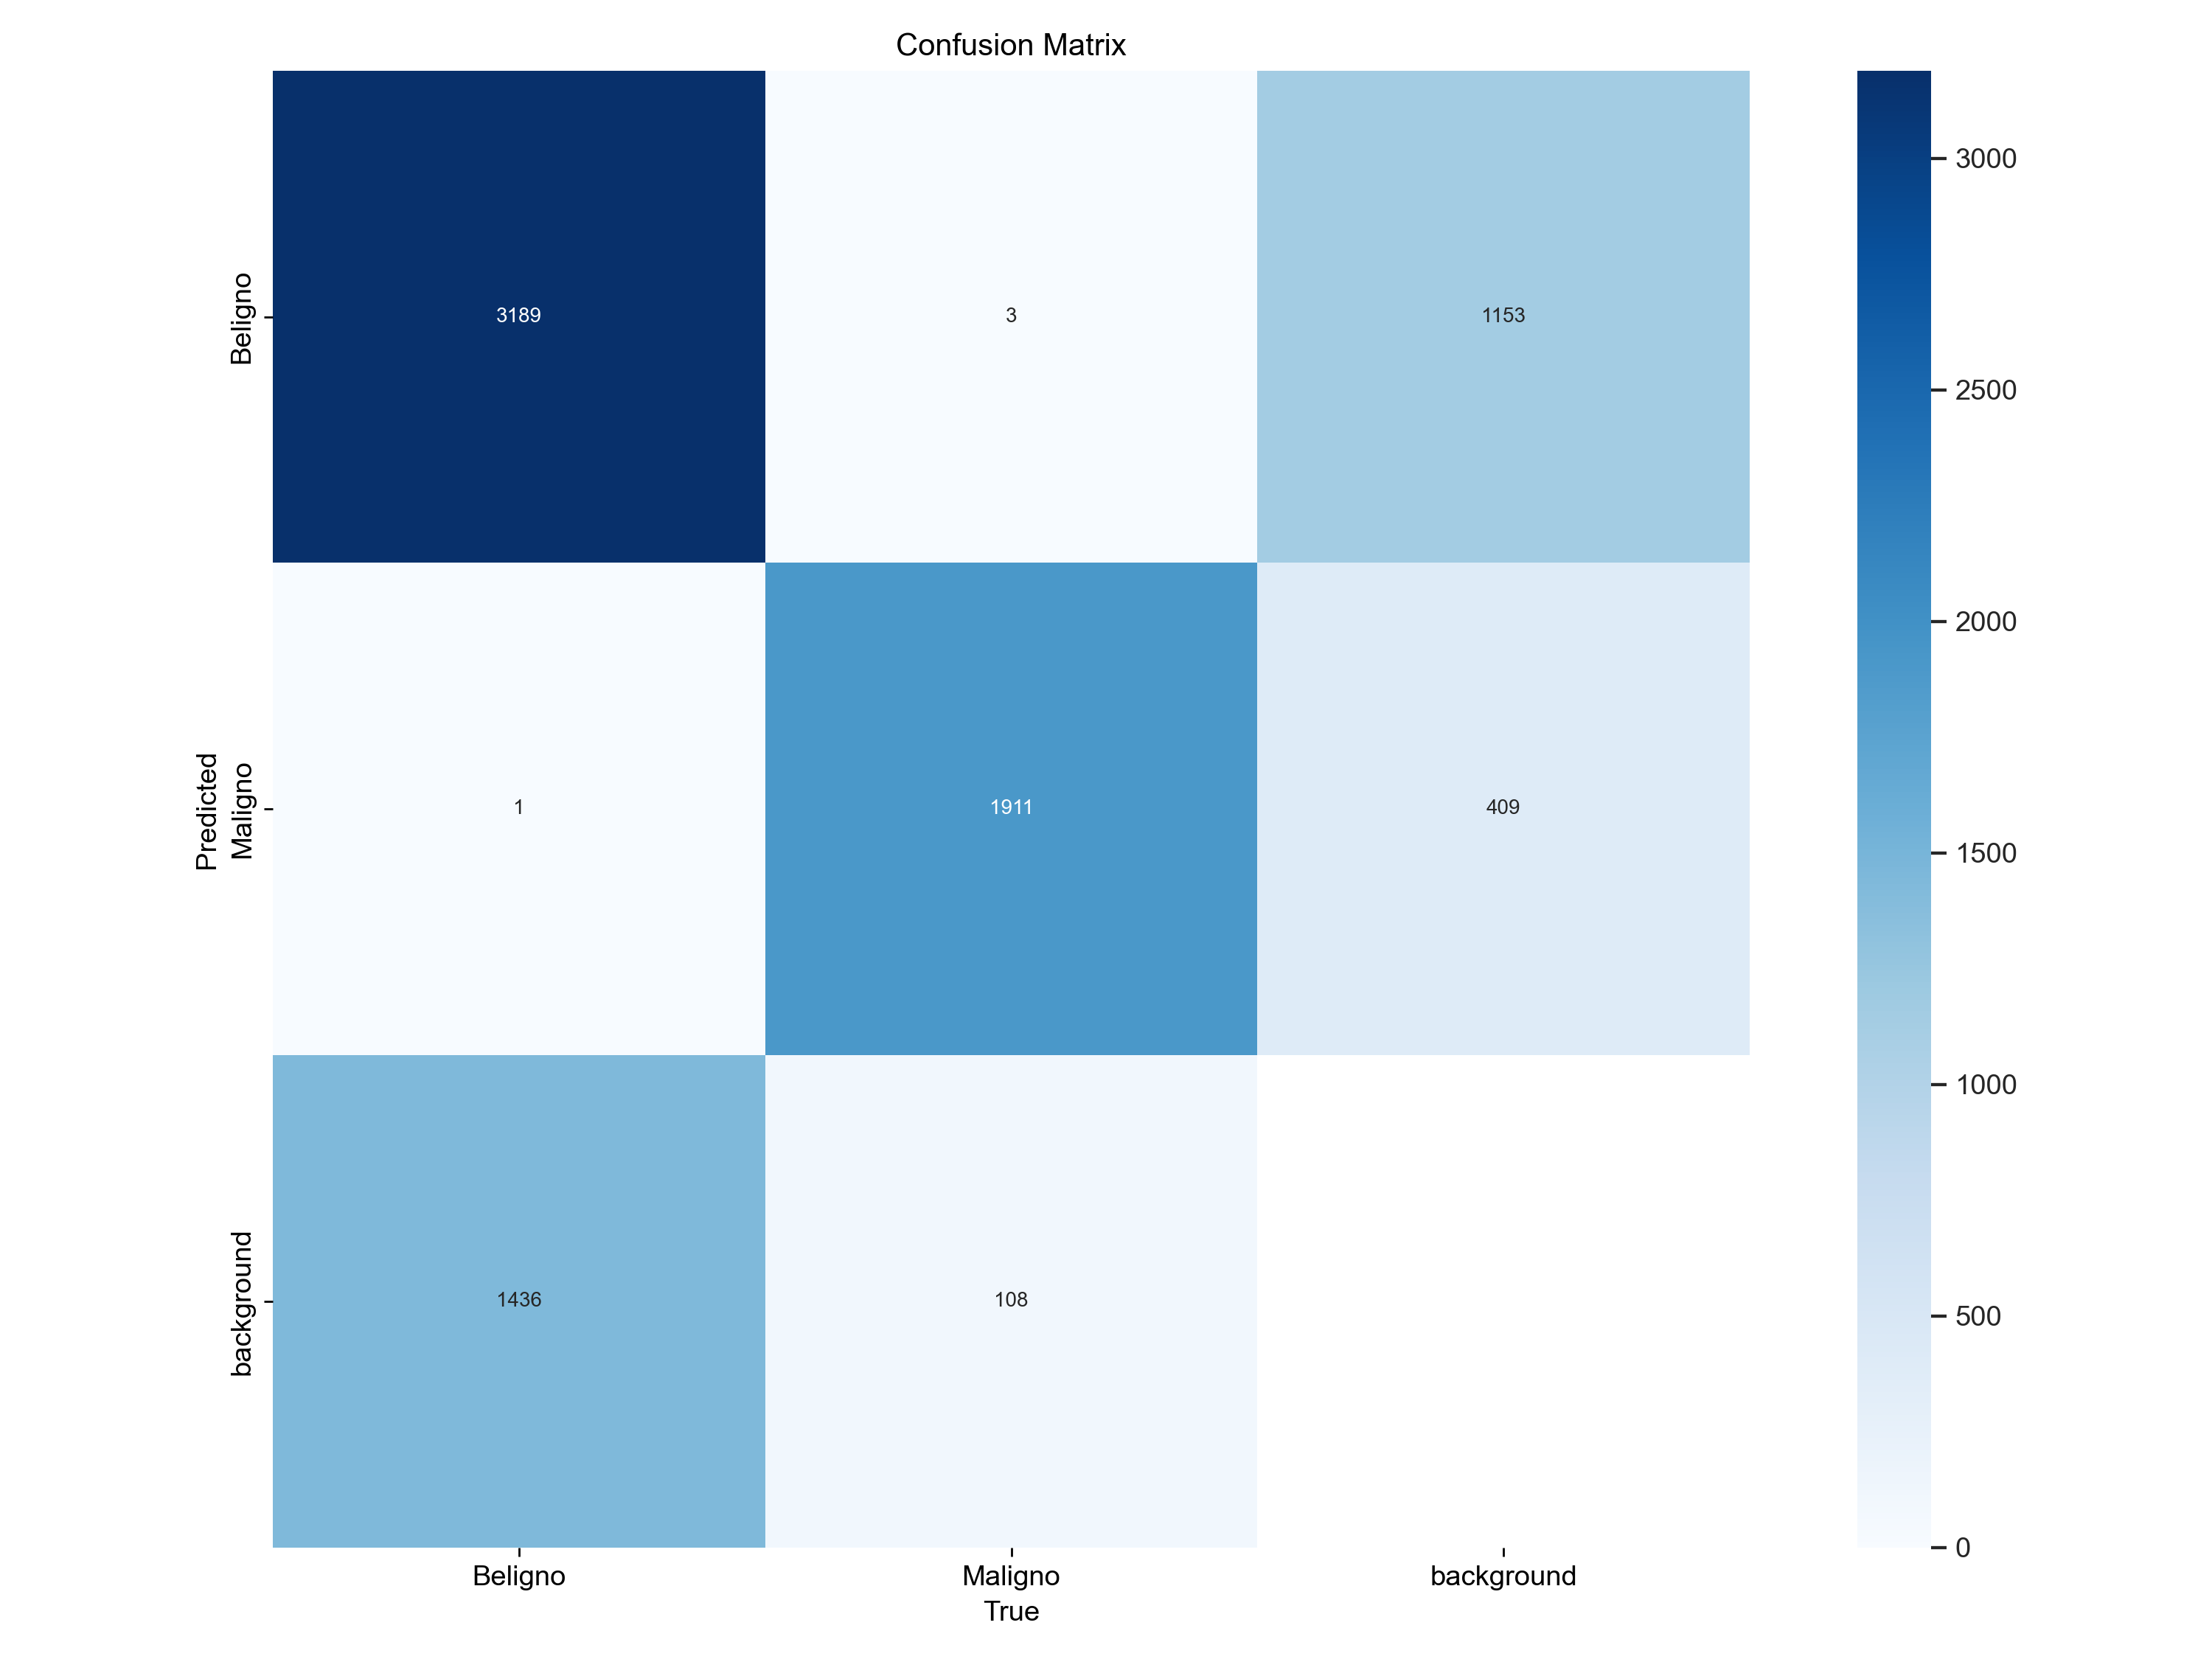 Confusion Matrix
Beligno
3189
3
1153
Predicted
Maligno
1
1911
409
background
1436
108
Beligno
Maligno
background
True
3000
2500
2000
1500
1000
500
0